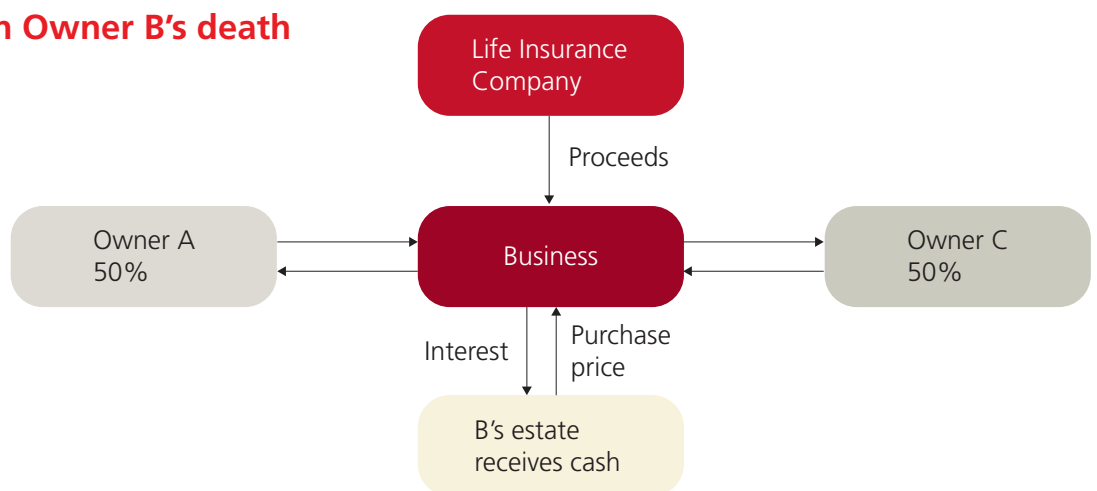 n Owner B’s death
Life Insurance
Company
Proceeds
Owner A
50%
Business
Owner C
50%
Interest
Purchase
price
B’s estate
receives cash